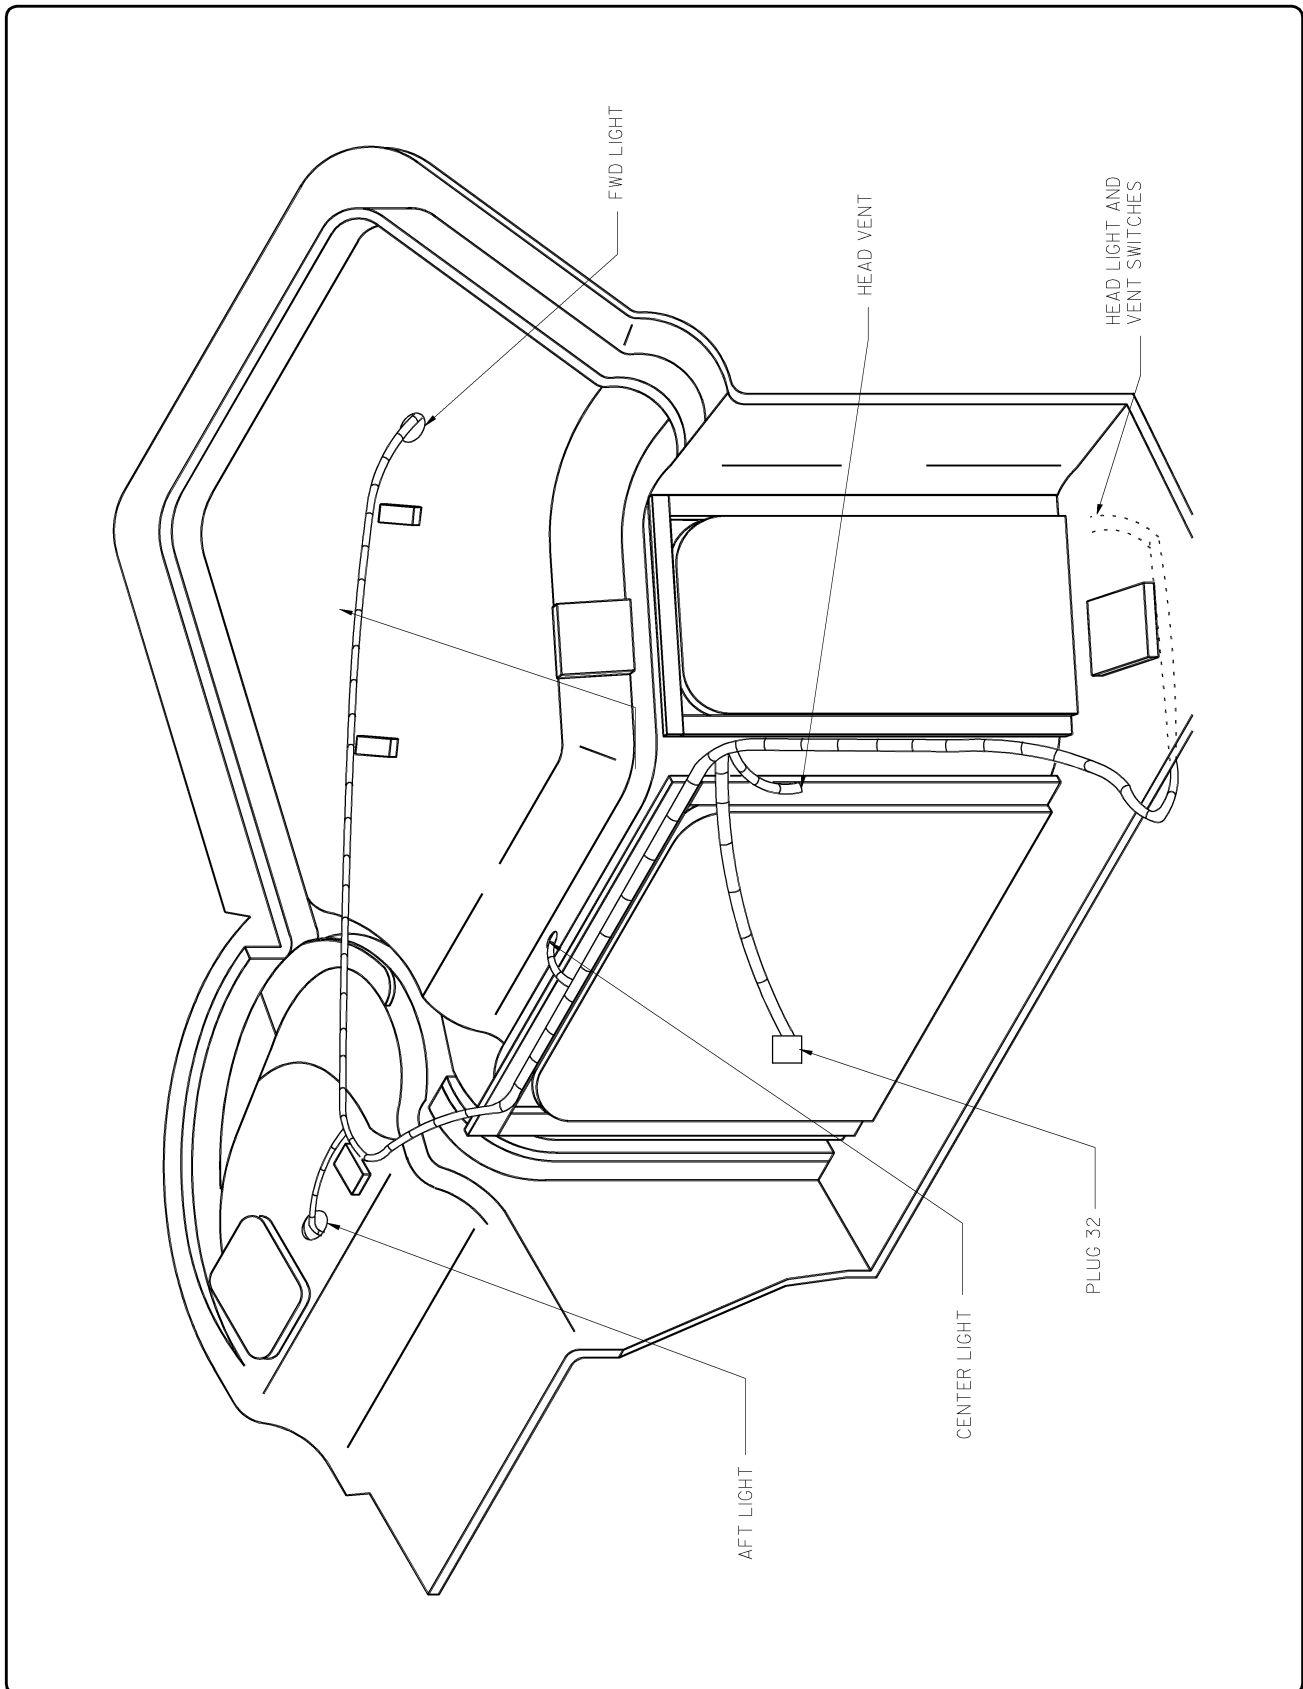 FWD LIGHT
HEAD VENT
HEAD LIGHT AND
VENT SWITCHES
AFT LIGHT
CENTER LIGHT
PLUG 32